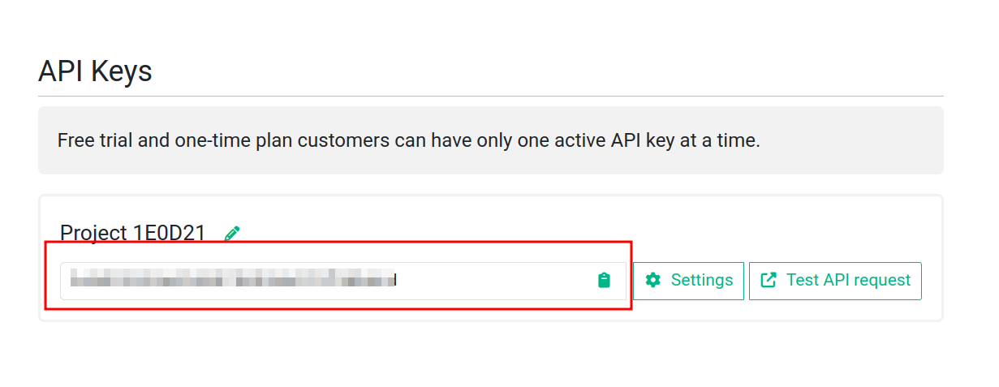 API Keys
Free trial and one-time plan customers can have only one active API key at a time.
Project 1E0D21
Settings
Test API request